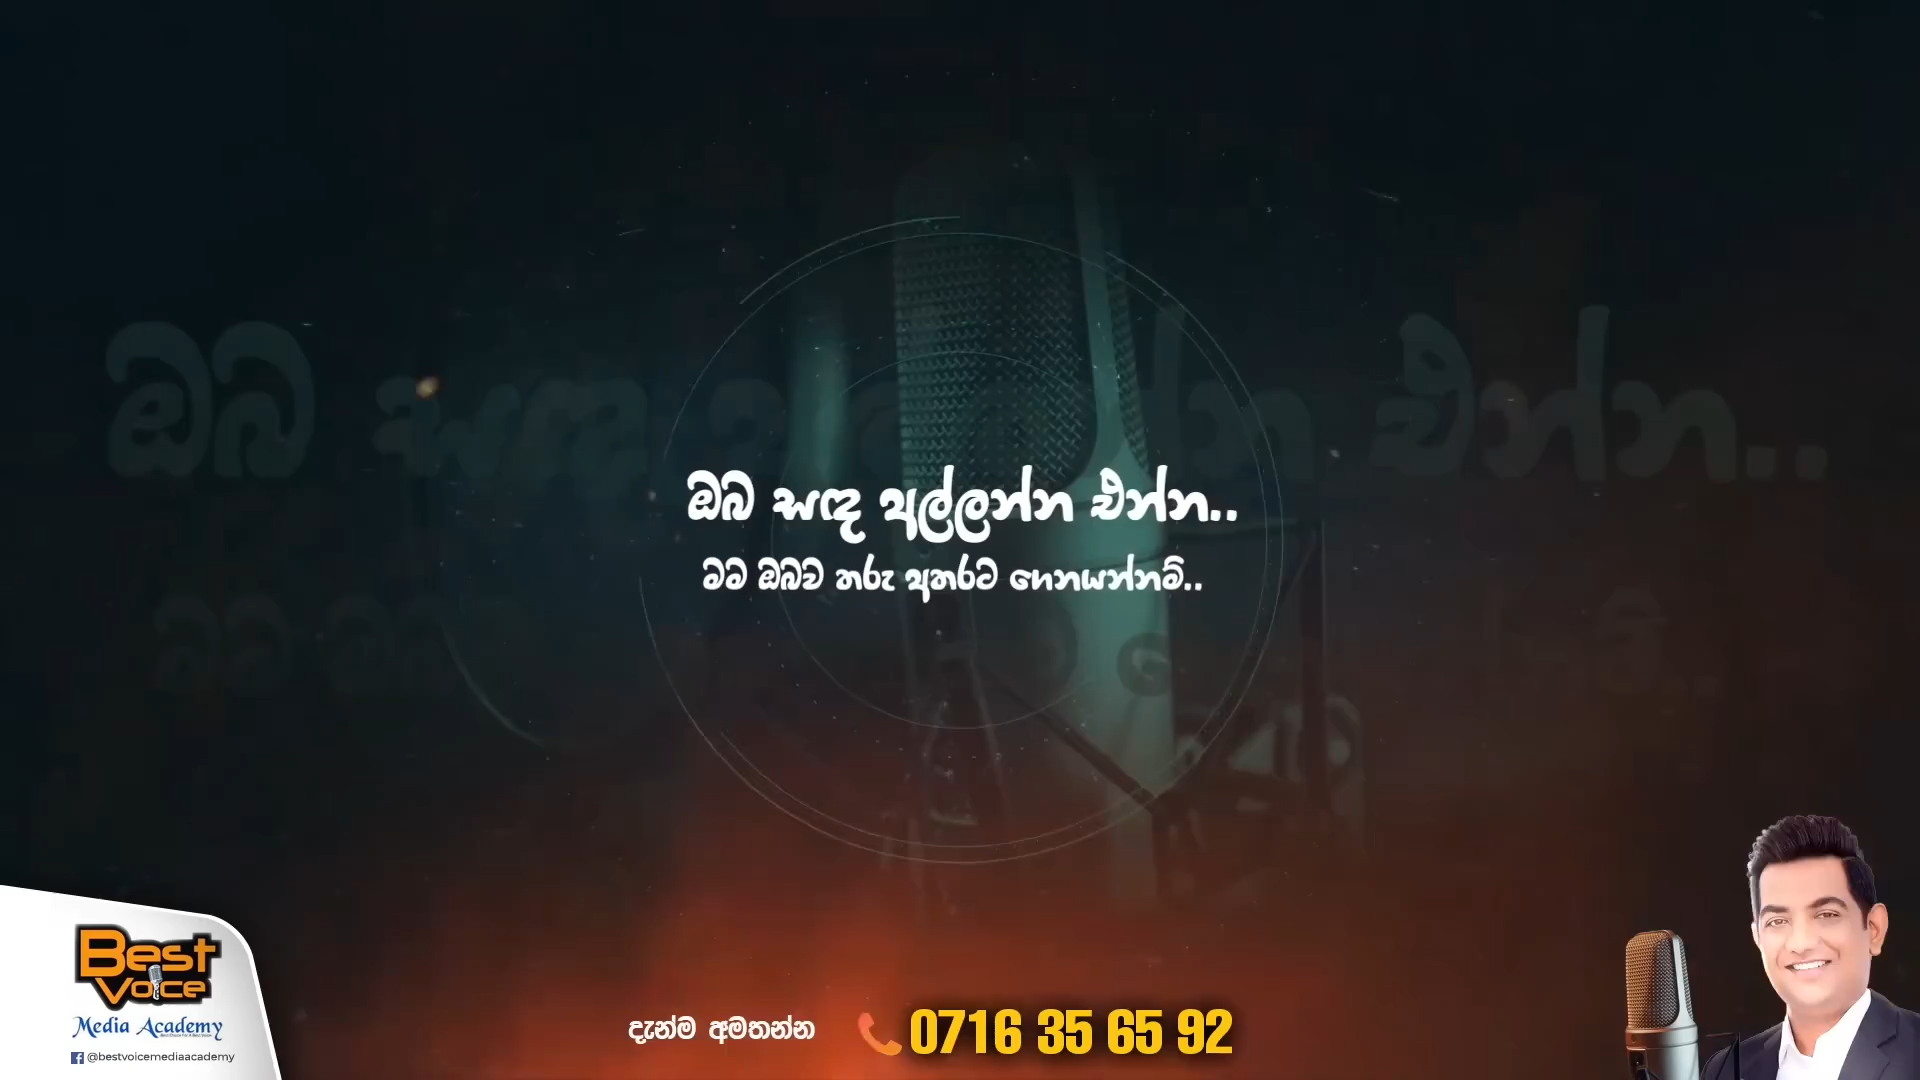 ඔබ සඳ අල්ලන්න එන්න..
මම ඔබව තරු අතරට ගෙනයන්නම්..
Best
Voice
Media Academy
@bestvoicemediaacademy
දැන්ම අමතන්න 0716 35 65 92